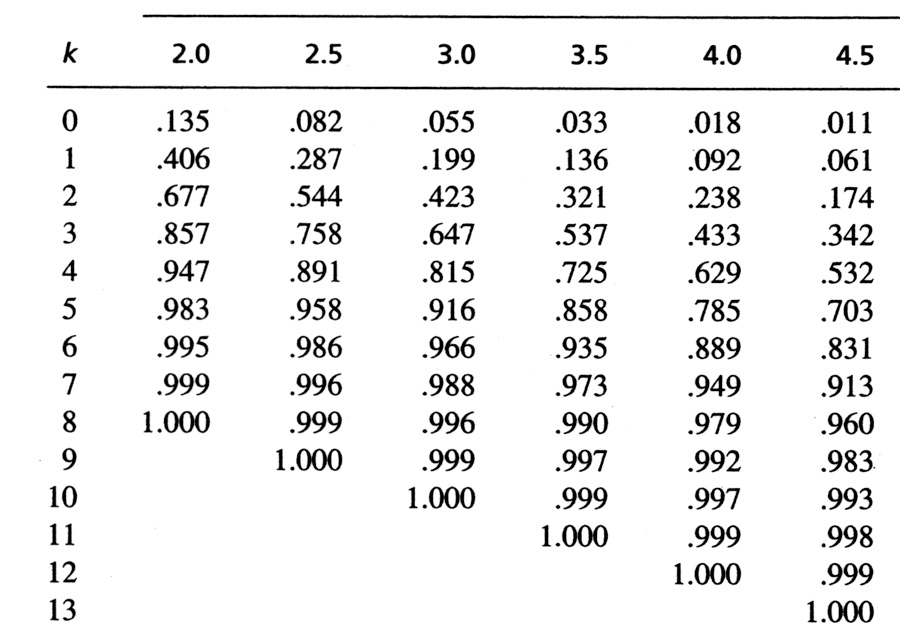 k 2.0 2.5 3.0 3.5 4.0 4.5
0 .135 .082 .055 .033 .018 .011
1 .406 .287 .199 .136 .092 .061
2 .677 .544 .423 .321 .238 .174
3 .857 .758 .647 .537 .433 .342
4 .947 .891 .815 .725 .629 .532
5 .983 .958 .916 .858 .785 .703
6 .995 .986 .966 .935 .889 .831
7 .999 .996 .988 .973 .949 .913
8 1.000 .999 .996 .990 .979 .960
9 1.000 .999 .997 .992 .983
10 1.000 .999 .997 .993
11 1.000 .999 .998
12 1.000 .999
13 1.000